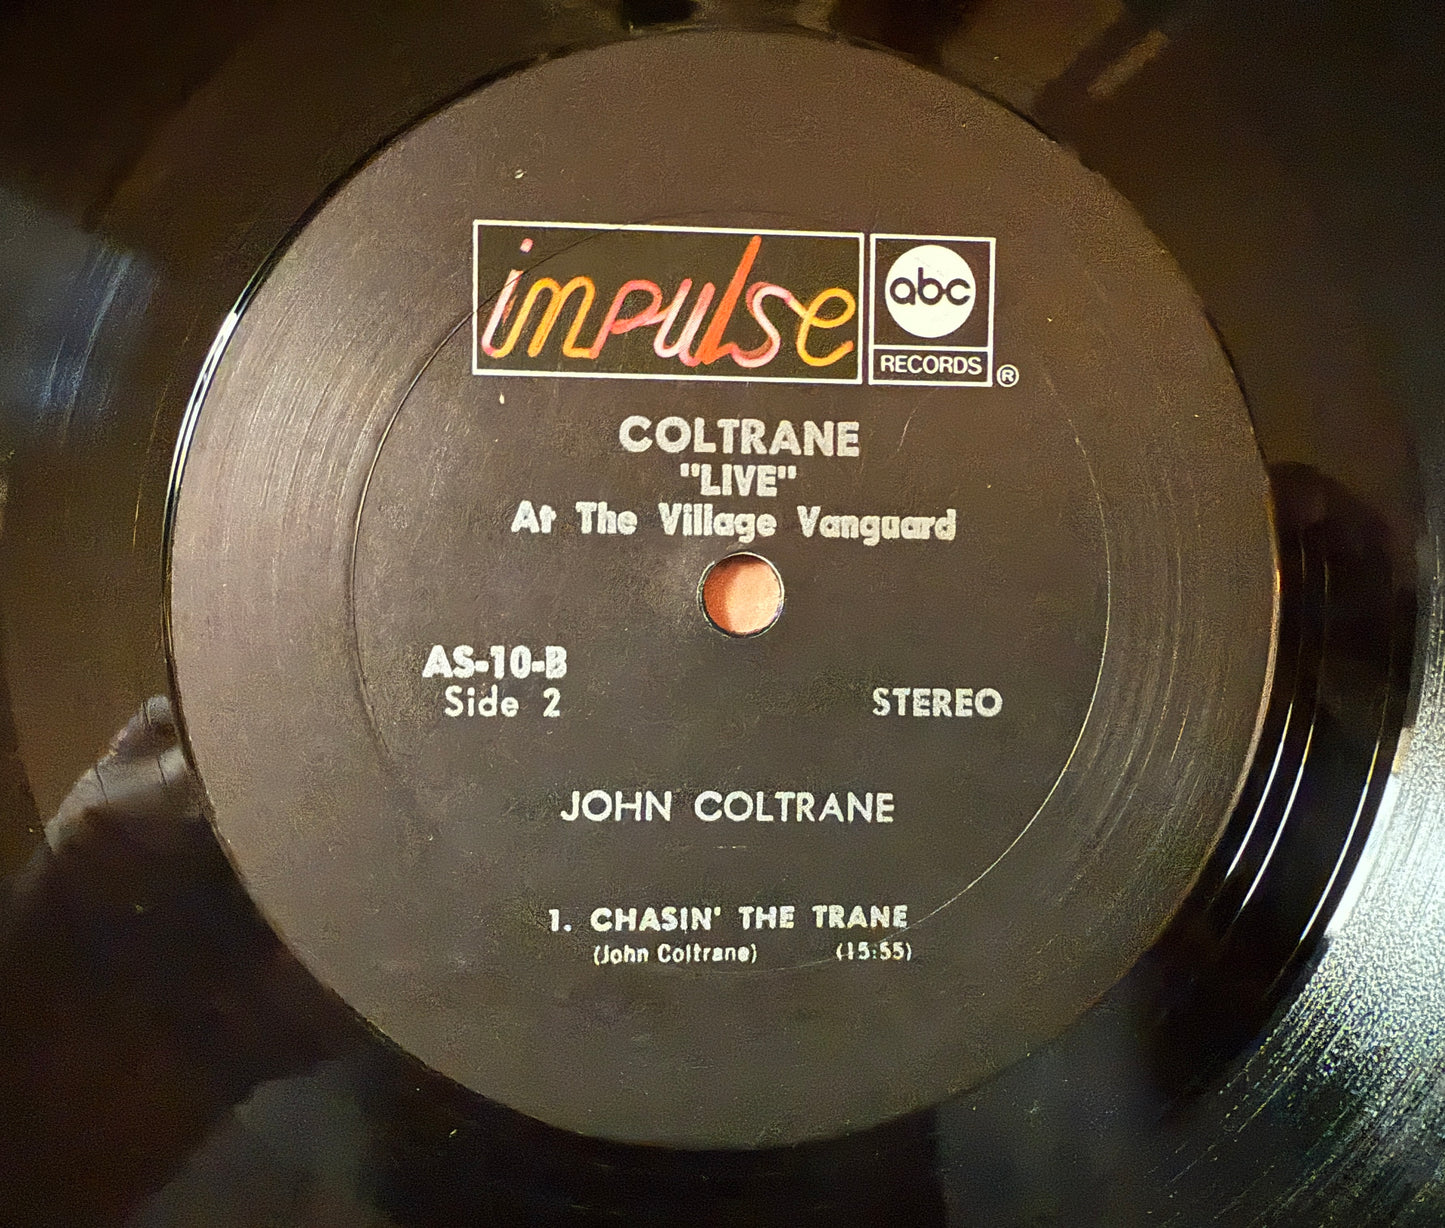 impulse
abc
RECORDS ®
COLTRANE
"LIVE"
At The Village Vanguard
AS-10-B
Side 2
STEREO
JOHN COLTRANE
1. CHASIN' THE TRANE
(John Coltrane) (15:55)